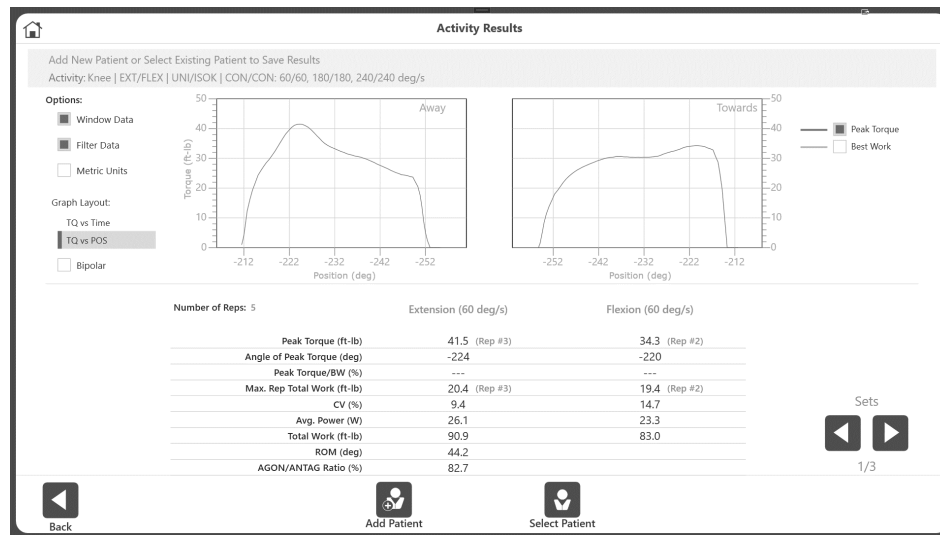 Activity Results
Add New Patient or Select Existing Patient to Save Results
Activity: Knee | EXT/FLEX | UNI/ISOK | CON/CON: 60/60, 180/180, 240/240 deg/s
Options:
Window Data
Filter Data
Metric Units
Graph Layout:
TQ vs Time
TQ vs POS
Bipolar
Away
Torque (ft-lb)
50
40
30
20
10
0
-212 -222 -232 -242 -252
Position (deg)
Towards
50
40
30
20
10
0
-252 -242 -232 -222 -212
Position (deg)
Peak Torque
Best Work
Number of Reps: 5 Extension (60 deg/s) Flexion (60 deg/s)
Peak Torque (ft-lb) 41.5 (Rep #3) 34.3 (Rep #2)
Angle of Peak Torque (deg) -224 -220
Peak Torque/BW (%) --- ---
Max. Rep Total Work (ft-lb) 20.4 (Rep #3) 19.4 (Rep #2)
CV (%) 9.4 14.7
Avg. Power (W) 26.1 23.3
Total Work (ft-lb) 90.9 83.0
ROM (deg) 44.2
AGON/ANTAG Ratio (%) 82.7
Sets
1/3
Back
Add Patient
Select Patient